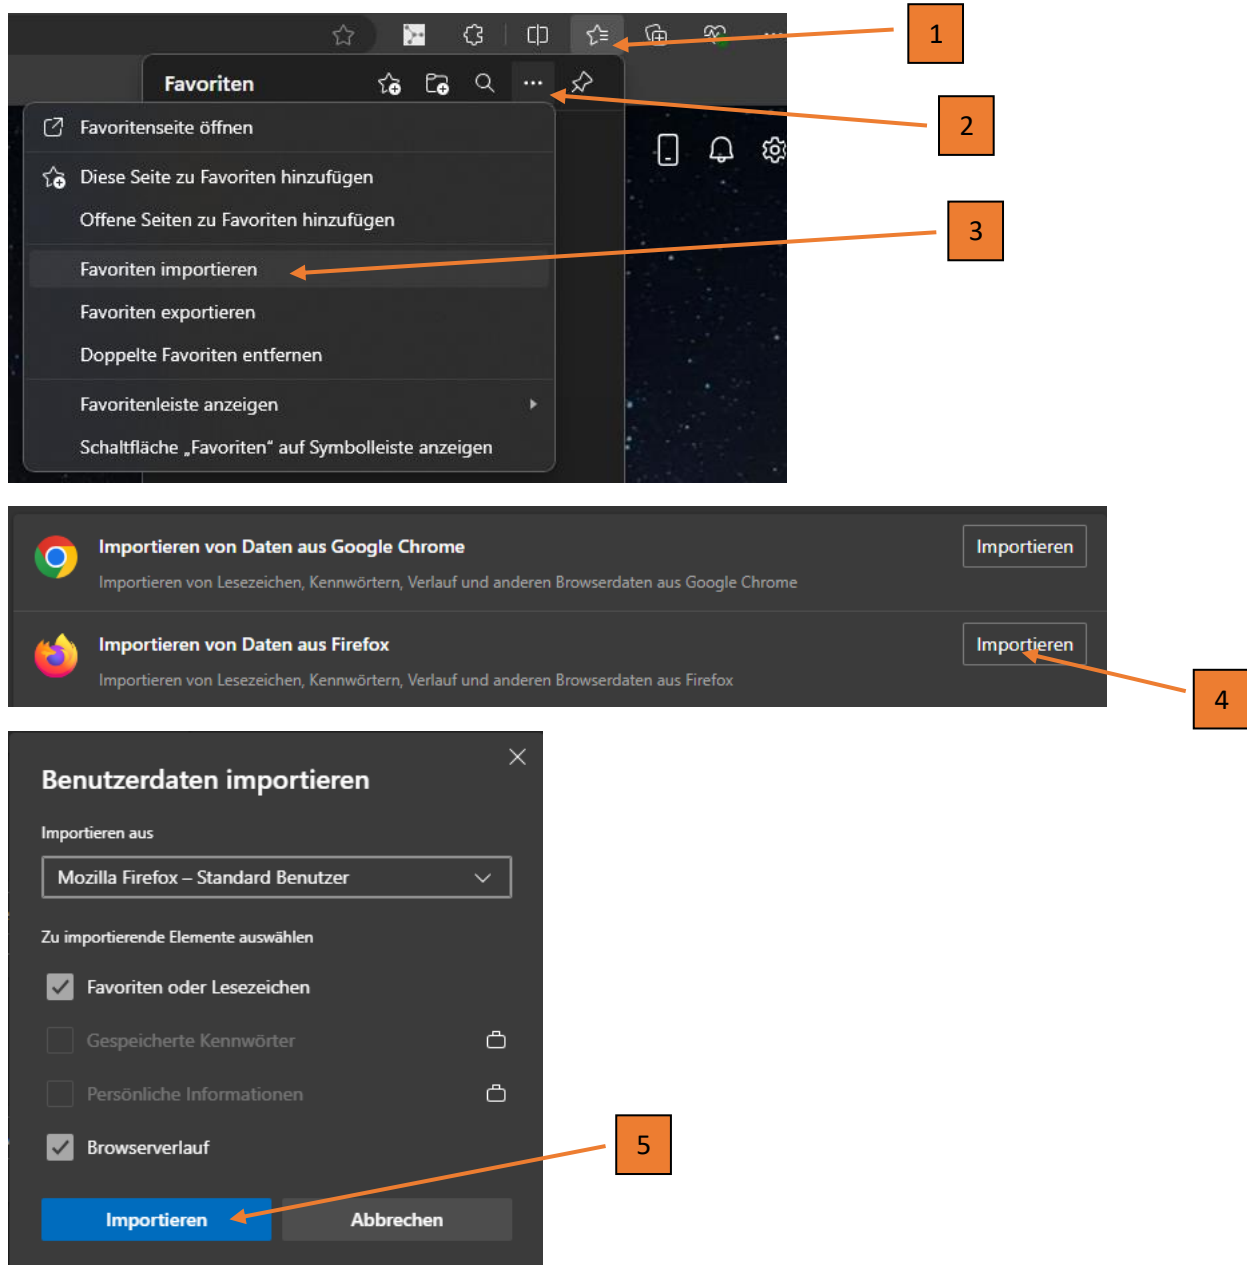 1
Favoriten
2
Favoritenseite öffnen
Diese Seite zu Favoriten hinzufügen
Offene Seiten zu Favoriten hinzufügen
3
Favoriten importieren
Favoriten exportieren
Doppelte Favoriten entfernen
Favoritenleiste anzeigen
Schaltfläche „Favoriten“ auf Symbolleiste anzeigen
Importieren von Daten aus Google Chrome
Importieren
Importieren von Lesezeichen, Kennwörtern, Verlauf und anderen Browserdaten aus Google Chrome
Importieren von Daten aus Firefox
Importieren
Importieren von Lesezeichen, Kennwörtern, Verlauf und anderen Browserdaten aus Firefox
4
Benutzerdaten importieren
Importieren aus
Mozilla Firefox – Standard Benutzer
Zu importierende Elemente auswählen
Favoriten oder Lesezeichen
Gespeicherte Kennwörter
Persönliche Informationen
Browserverlauf
5
Importieren
Abbrechen